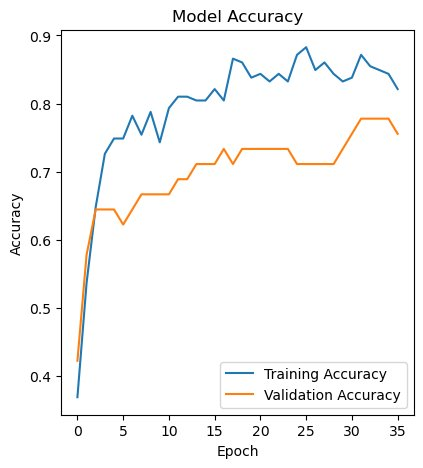 Model Accuracy
0.9
0.8
0.7
0.6
0.5
0.4
Accuracy
Training Accuracy
Validation Accuracy
0 5 10 15 20 25 30 35
Epoch